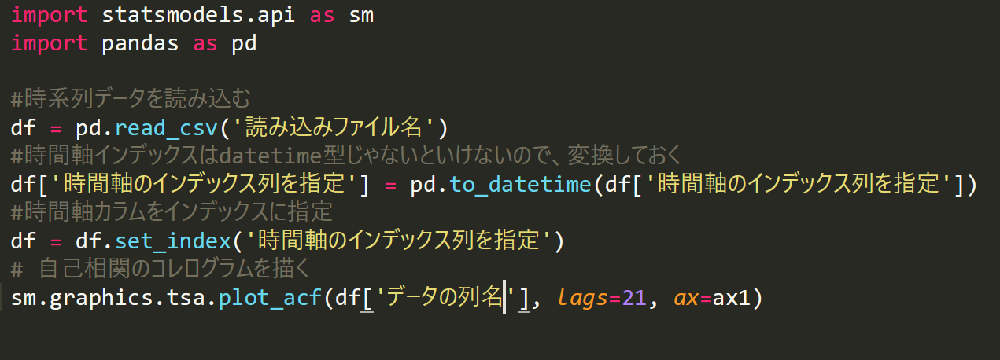 import statsmodels.api as sm
import pandas as pd
#時系列データを読み込む
df = pd.read_csv('読み込みファイル名')
#時間軸インデックスはdatetime型じゃないといけないので、変換しておく
df['時間軸のインデックス列を指定'] = pd.to_datetime(df['時間軸のインデックス列を指定'])
#時間軸カラムをインデックスに指定
df = df.set_index('時間軸のインデックス列を指定')
# 自己相関のコレログラムを描く
sm.graphics.tsa.plot_acf(df['データの列名'], lags=21, ax=ax1)